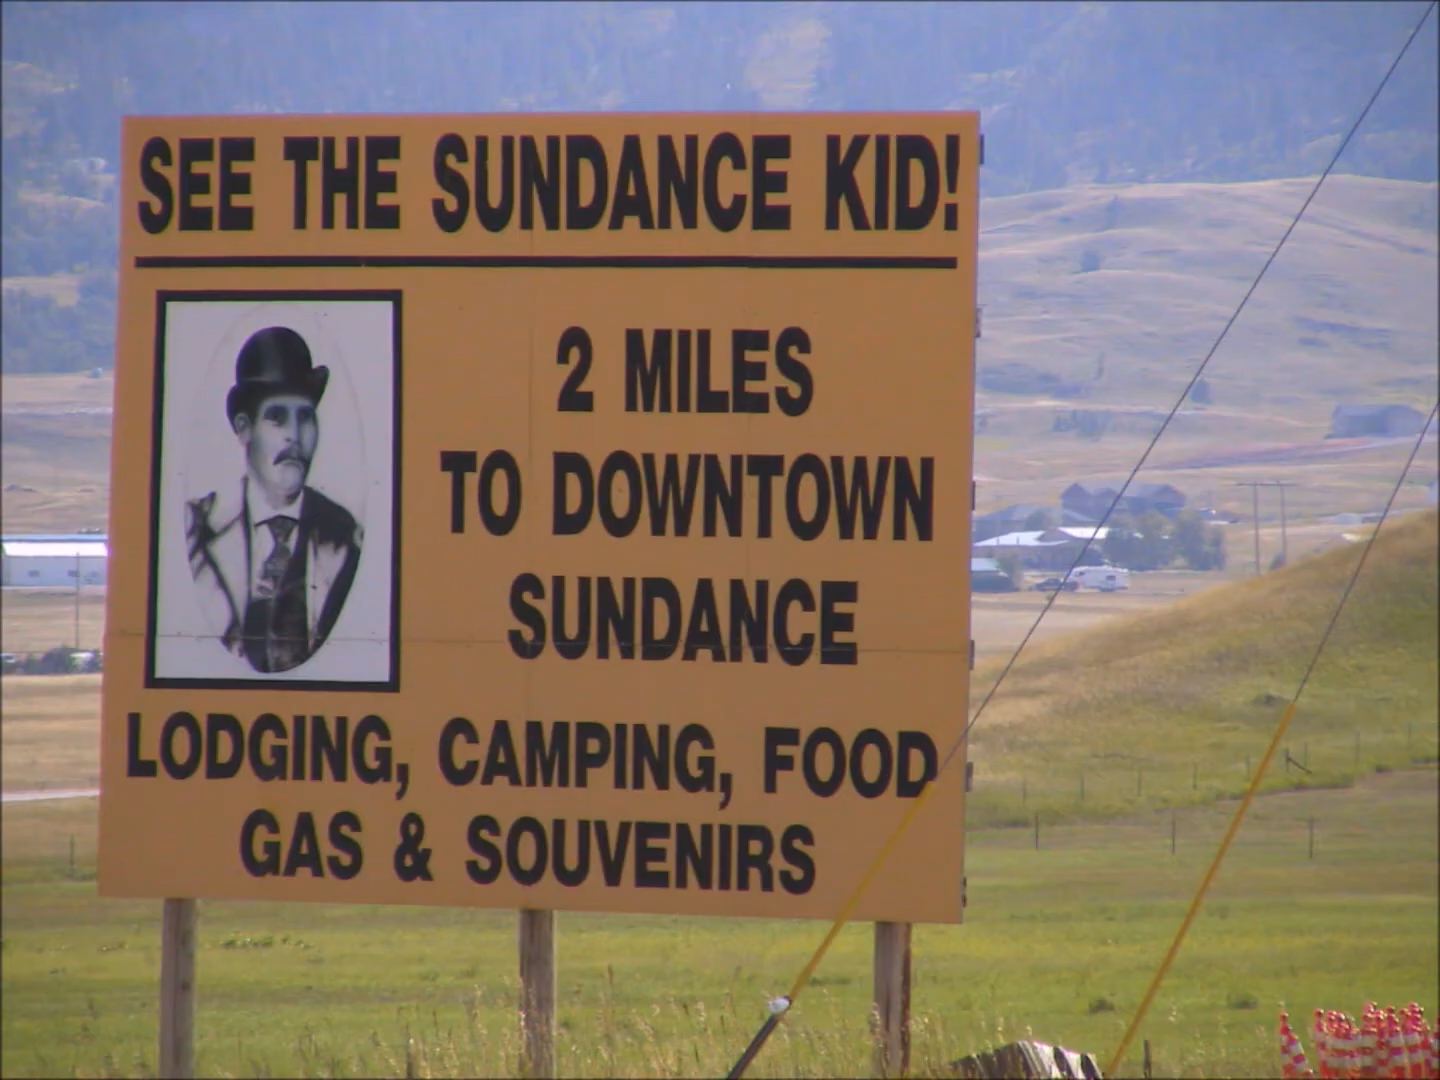 SEE THE SUNDANCE KID!
2 MILES
TO DOWNTOWN
SUNDANCE
LODGING, CAMPING, FOOD
GAS & SOUVENIRS